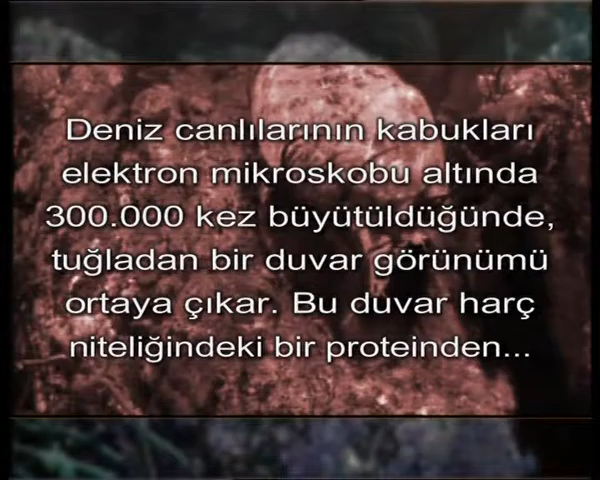 Deniz canlılarının kabukları
elektron mikroskobu altında
300.000 kez büyütüldüğünde,
tuğladan bir duvar görünümü
ortaya çıkar. Bu duvar harç
niteliğindeki bir proteinden...